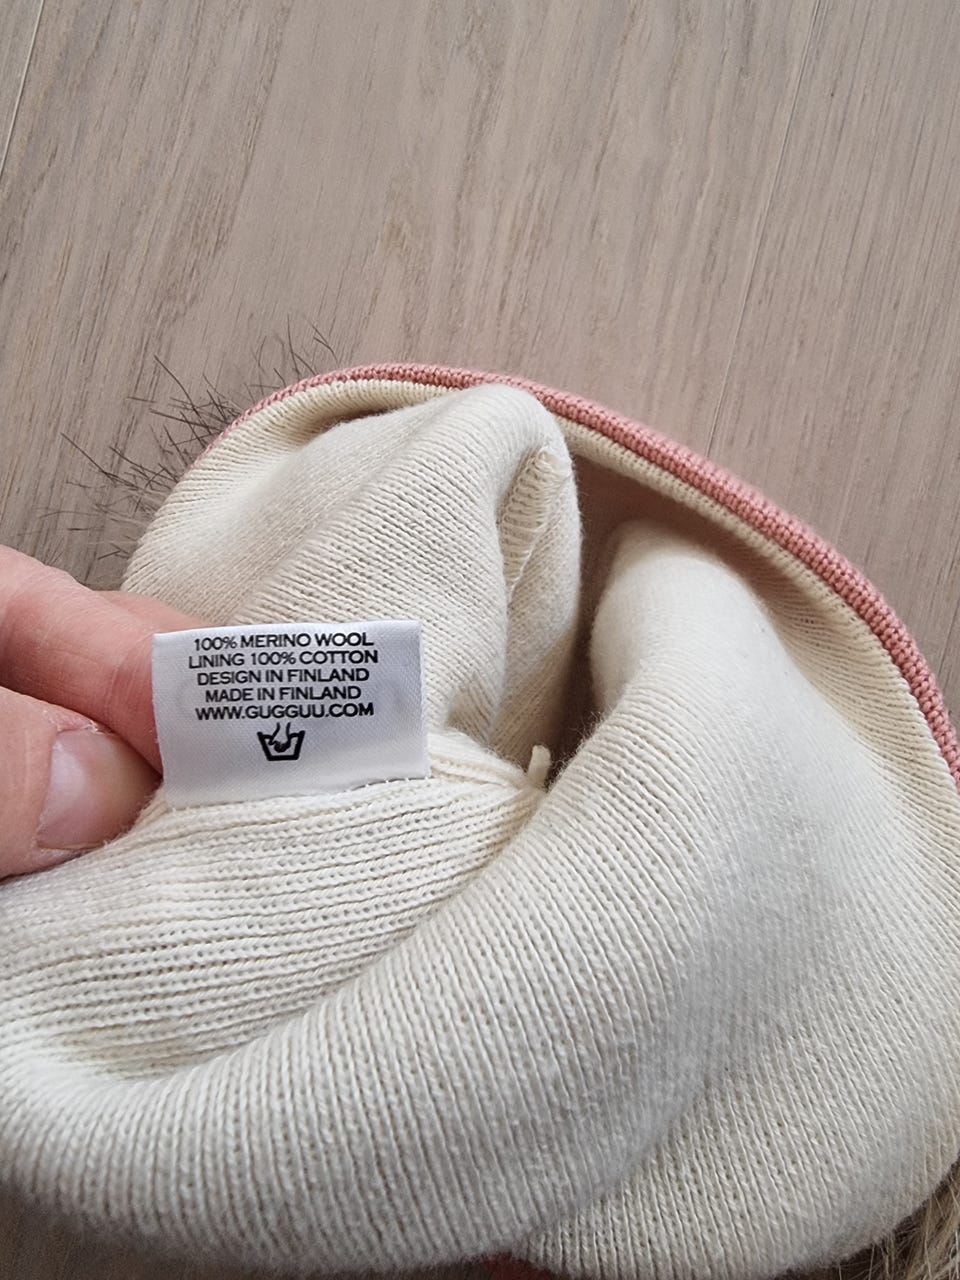 100% MERINO WOOL
LINING 100% COTTON
DESIGN IN FINLAND
MADE IN FINLAND
WWW.GUGGUU.COM